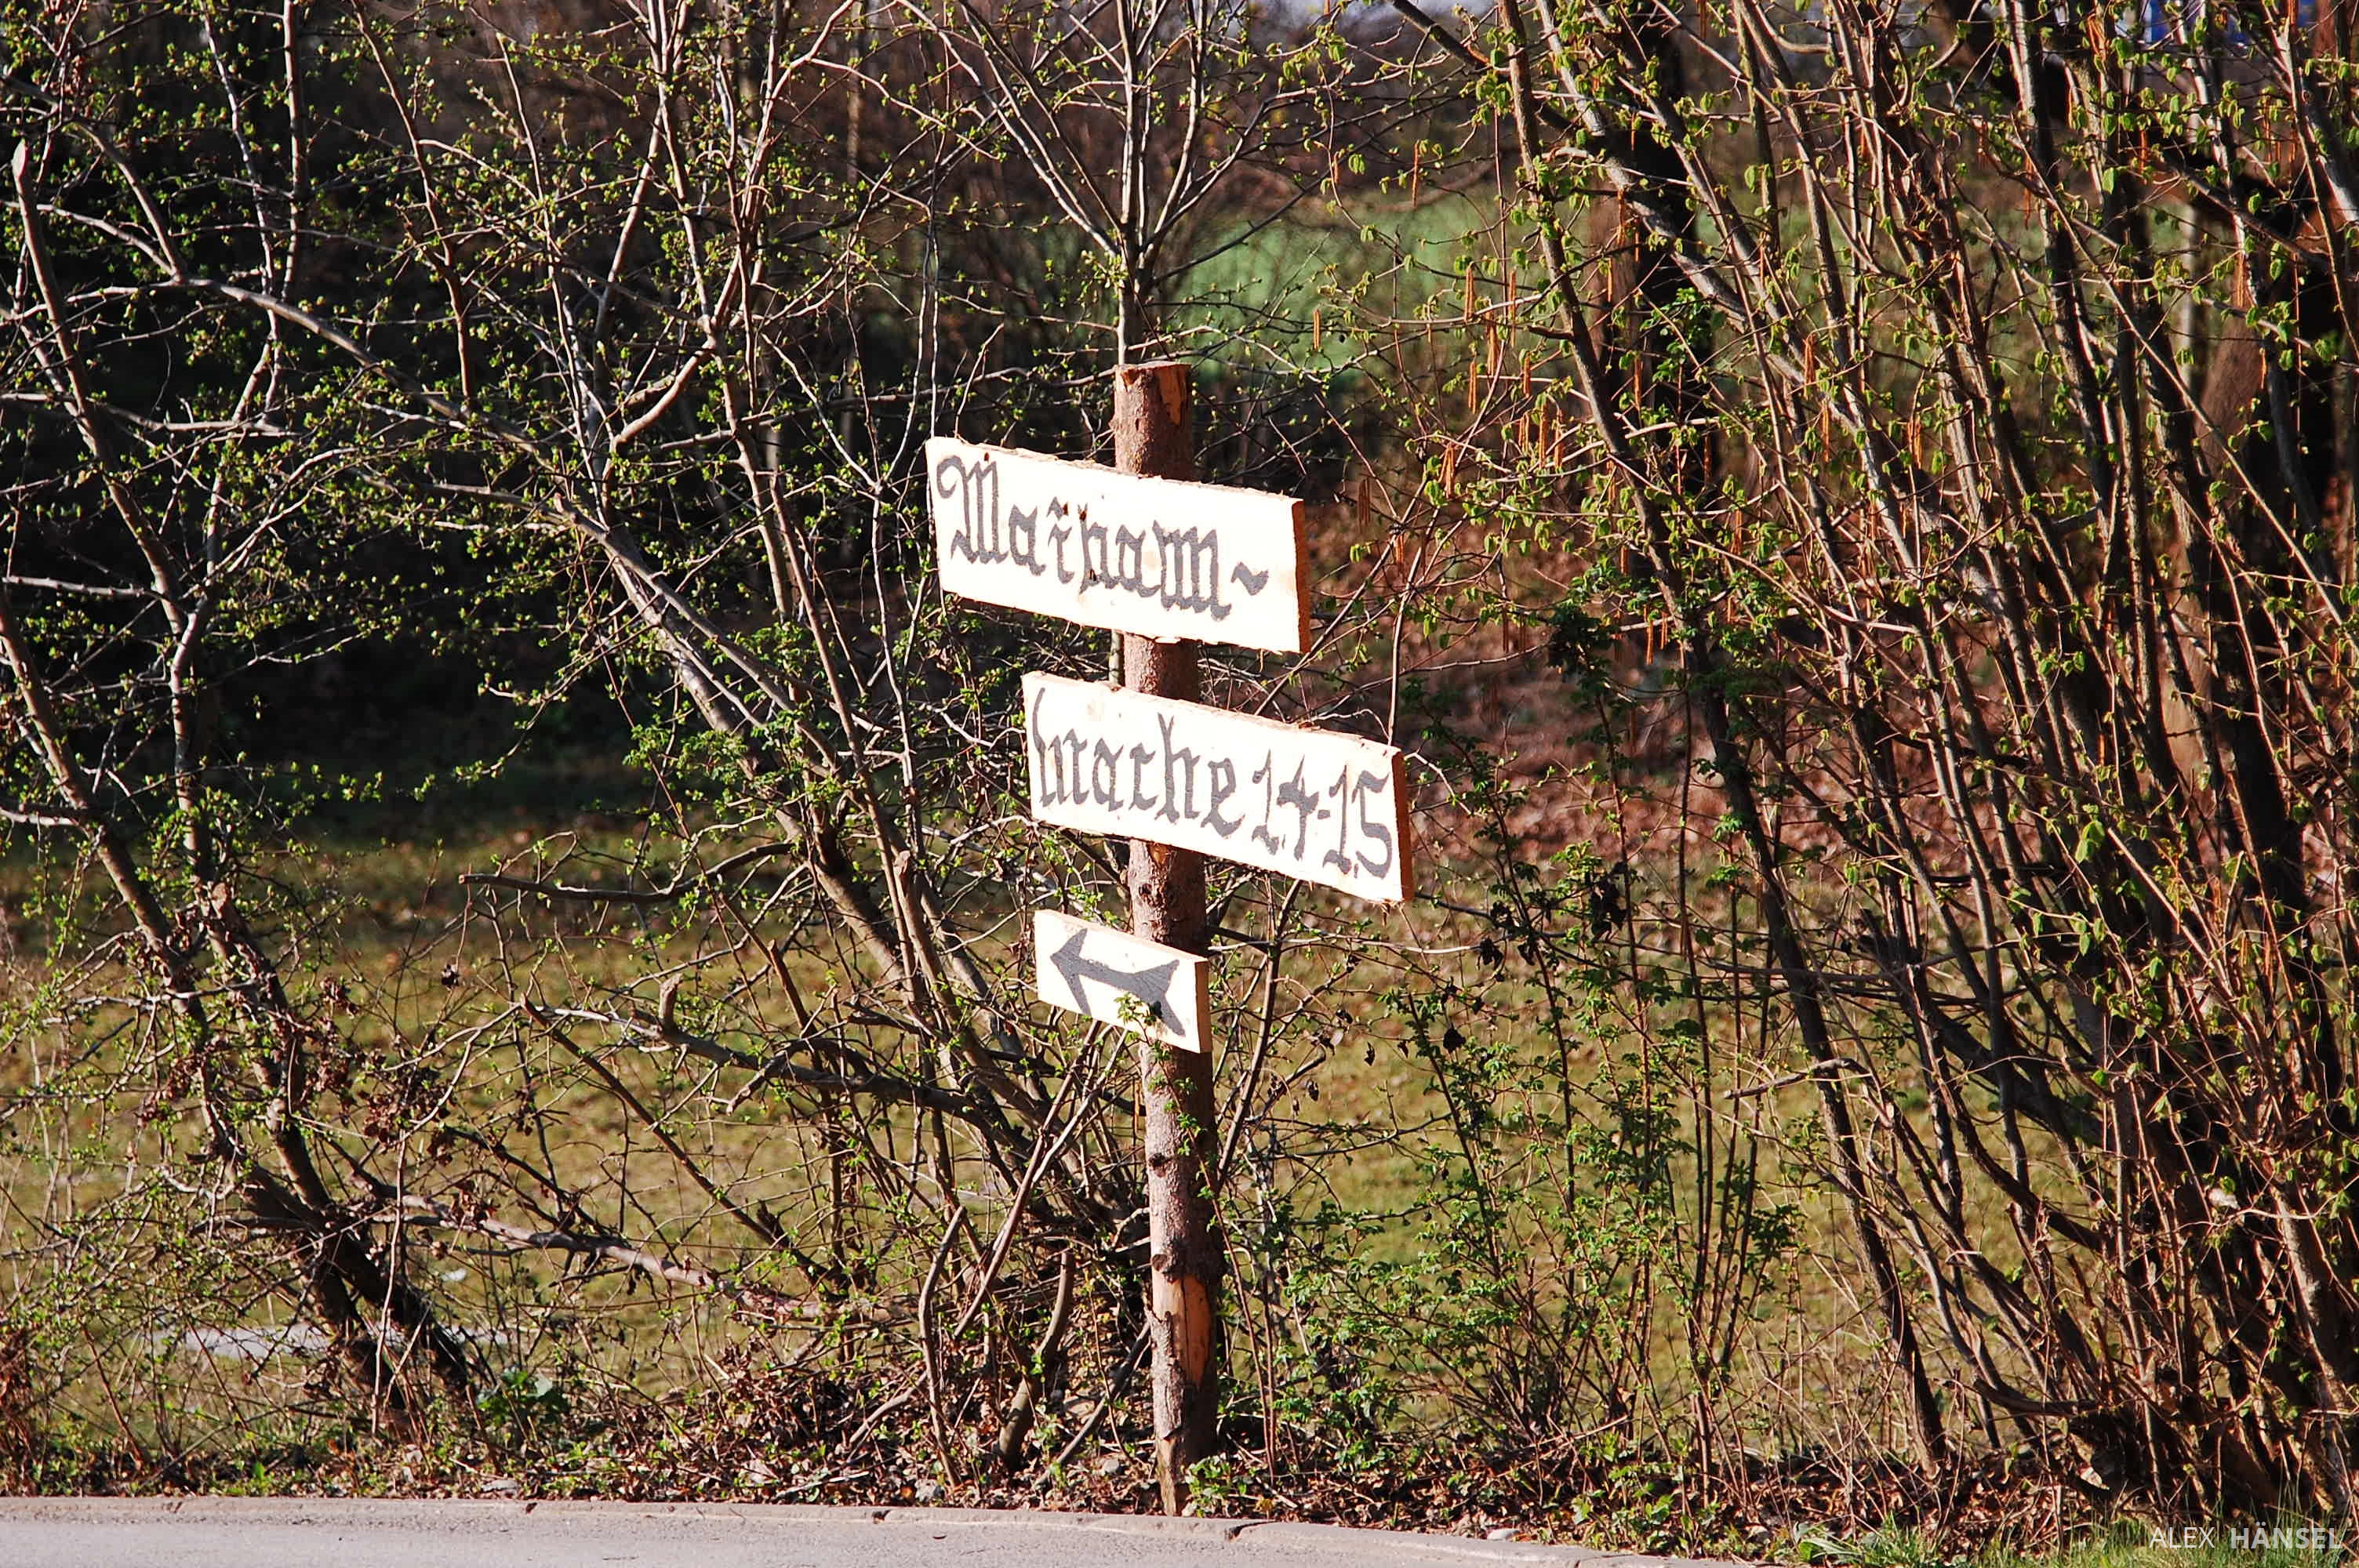 Maibaum~
wache 14-15
ALEX HÄNSEL